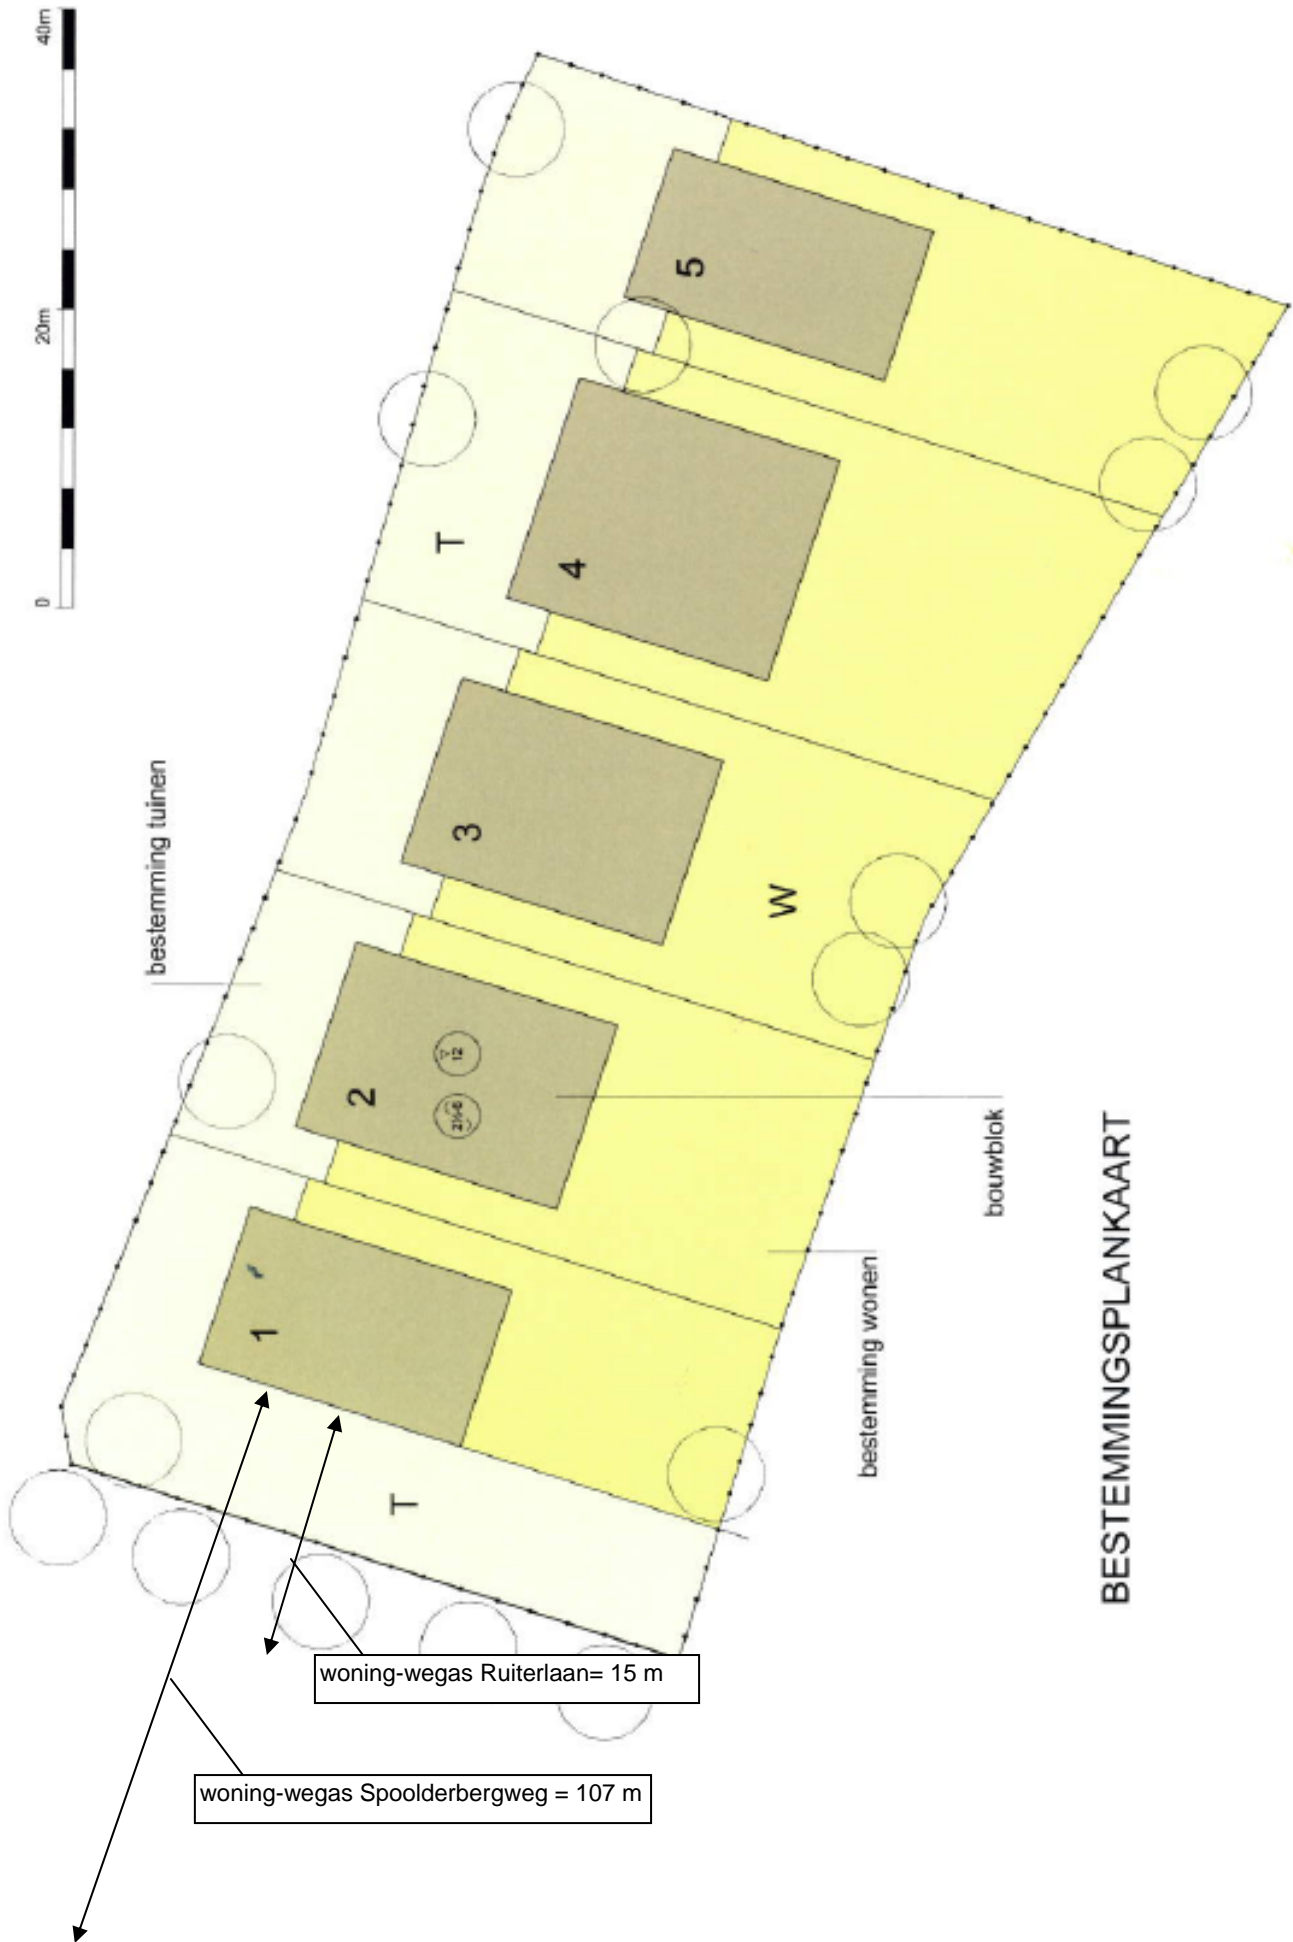 40m
20m
0
5
T
4
bestemming tuinen
3
W
2
12
bouwblok
1
bestemming wonen
T
BESTEMMINGSPLANKAART
woning-wegas Ruiterlaan= 15 m
woning-wegas Spoolderbergweg = 107 m